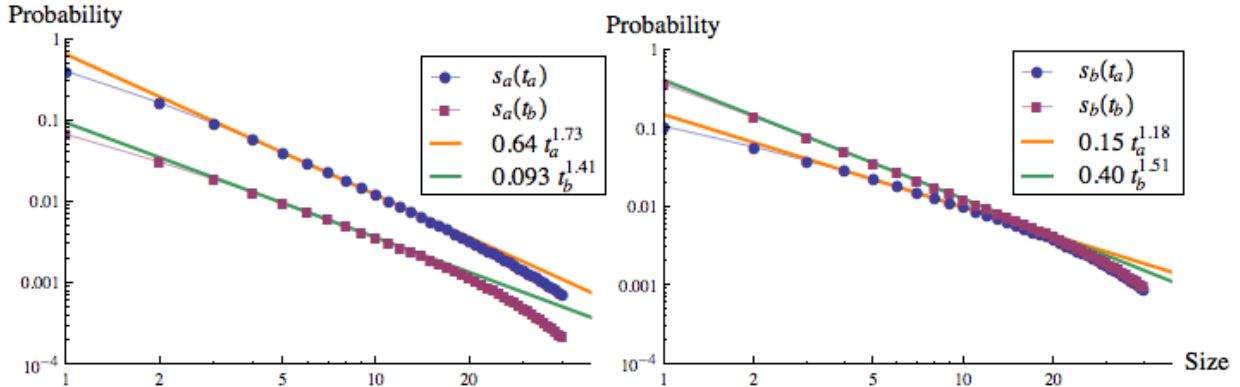 Probability
1
0.1
0.01
0.001
10⁻⁴
1 2 5 10 20
s_a(t_a)
s_a(t_b)
0.64 t_a^1.73
0.093 t_b^1.41
Probability
1
0.1
0.01
0.001
10⁻⁴
1 2 5 10 20
Size
s_b(t_a)
s_b(t_b)
0.15 t_a^1.18
0.40 t_b^1.51